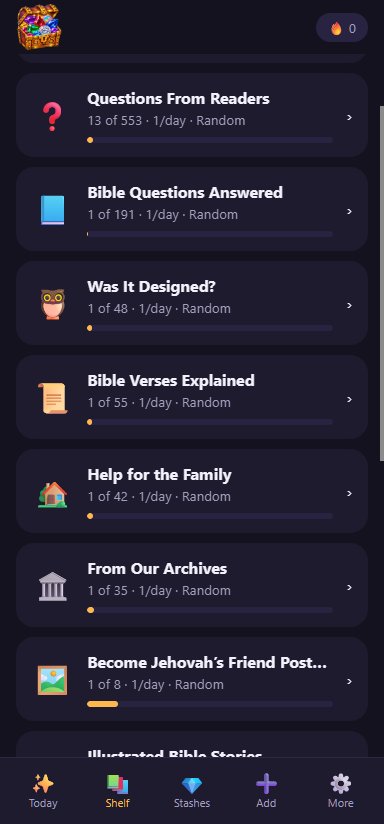 0
Questions From Readers
13 of 553 · 1/day · Random
›
Bible Questions Answered
1 of 191 · 1/day · Random
›
Was It Designed?
1 of 48 · 1/day · Random
›
Bible Verses Explained
1 of 55 · 1/day · Random
›
Help for the Family
1 of 42 · 1/day · Random
›
From Our Archives
1 of 35 · 1/day · Random
›
Become Jehovah’s Friend Post...
1 of 8 · 1/day · Random
›
Illustrated Bible Stories
Today Shelf Stashes Add More